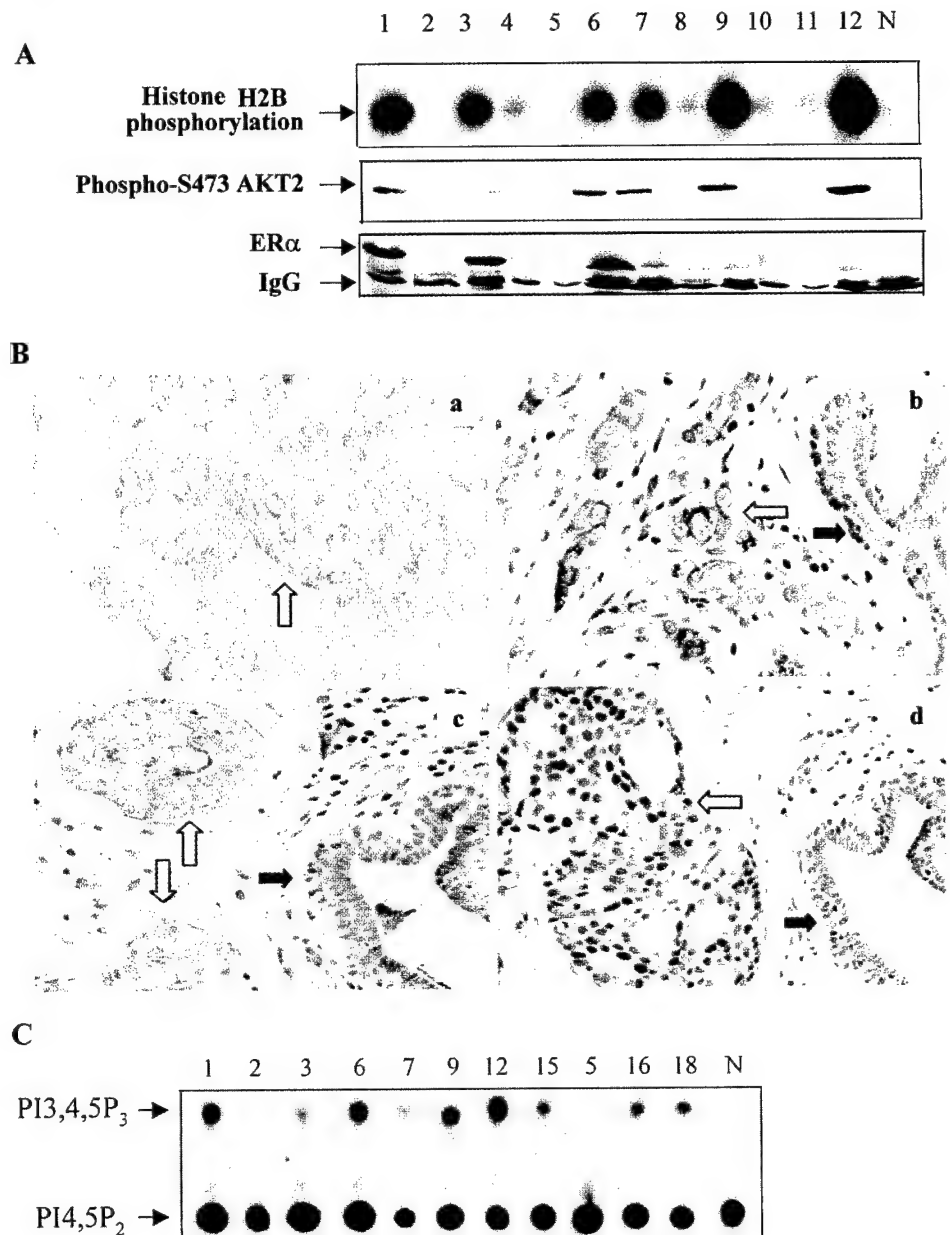 1 2 3 4 5 6 7 8 9 10 11 12 N
A
Histone H2B
phosphorylation
Phospho-S473 AKT2
ERα
IgG
B
a
b
c
d
C
1 2 3 6 7 9 12 15 5 16 18 N
PI3,4,5P3
PI4,5P2